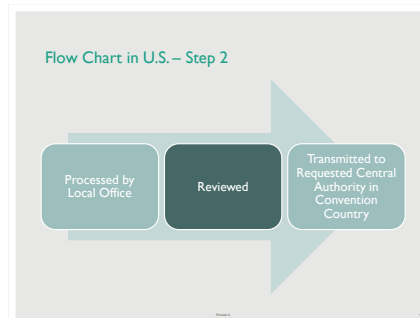 Flow Chart in U.S. – Step 2
Processed by
Local Office
Reviewed
Transmitted to
Requested Central
Authority in
Convention
Country